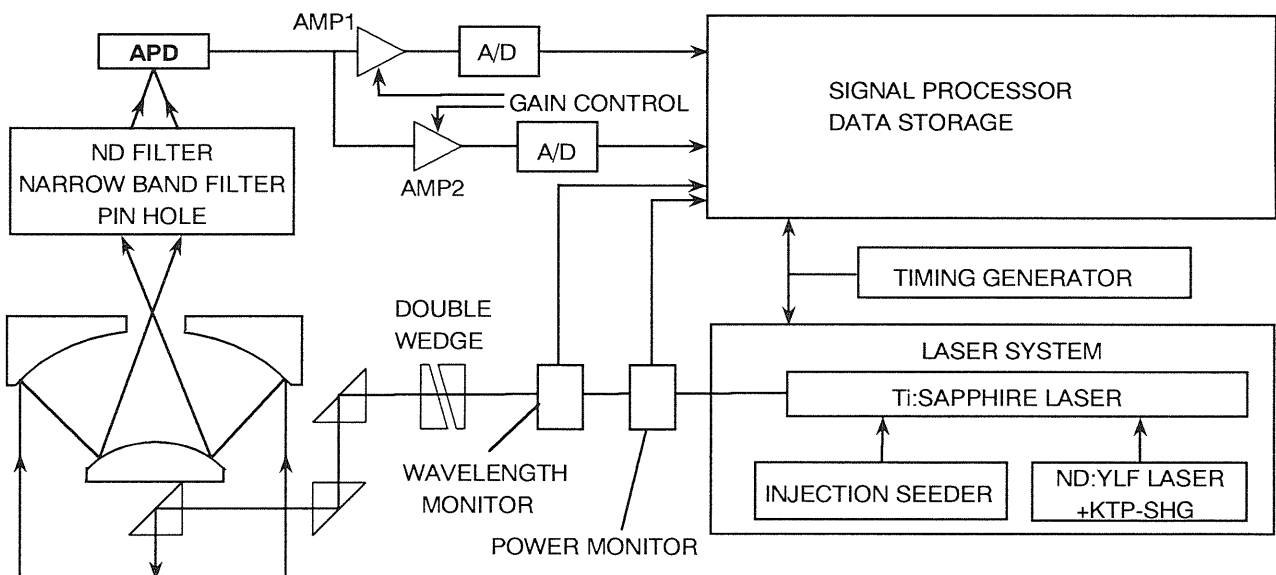 AMP1
APD
A/D
SIGNAL PROCESSOR
DATA STORAGE
GAIN CONTROL
A/D
AMP2
ND FILTER
NARROW BAND FILTER
PIN HOLE
TIMING GENERATOR
DOUBLE
WEDGE
LASER SYSTEM
Ti:SAPPHIRE LASER
WAVELENGTH
MONITOR
INJECTION SEEDER
ND:YLF LASER
+KTP-SHG
POWER MONITOR